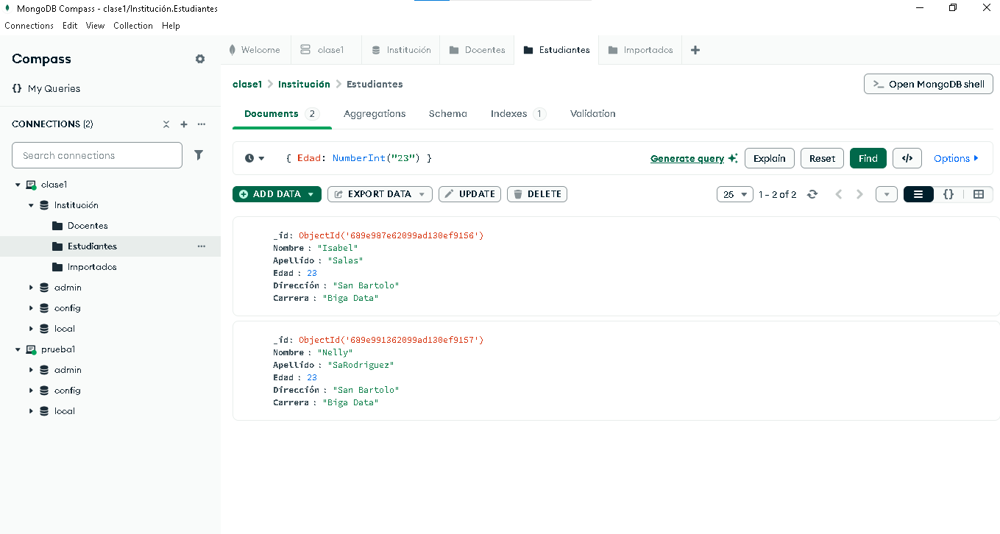 MongoDB Compass - clase1/Institución.Estudiantes
Connections Edit View Collection Help
Compass
My Queries
CONNECTIONS (2)
Search connections
clase1
Institución
Docentes
Estudiantes
Importados
admin
config
local
prueba1
admin
config
local
Welcome clase1 Institución Docentes Estudiantes Importados
clase1 > Institución > Estudiantes
>_ Open MongoDB shell
Documents 2 Aggregations Schema Indexes 1 Validation
{ Edad: NumberInt("23") }
Generate query Explain Reset Find </> Options
ADD DATA EXPORT DATA UPDATE DELETE
25 1 - 2 of 2 {}
_id: ObjectId('689e987e62099ad130ef9156')
Nombre : "Isabel"
Apellido : "Salas"
Edad : 23
Dirección : "San Bartolo"
Carrera : "Biga Data"
_id: ObjectId('689e991362099ad130ef9157')
Nombre : "Nelly"
Apellido : "SaRodriguez"
Edad : 23
Dirección : "San Bartolo"
Carrera : "Biga Data"